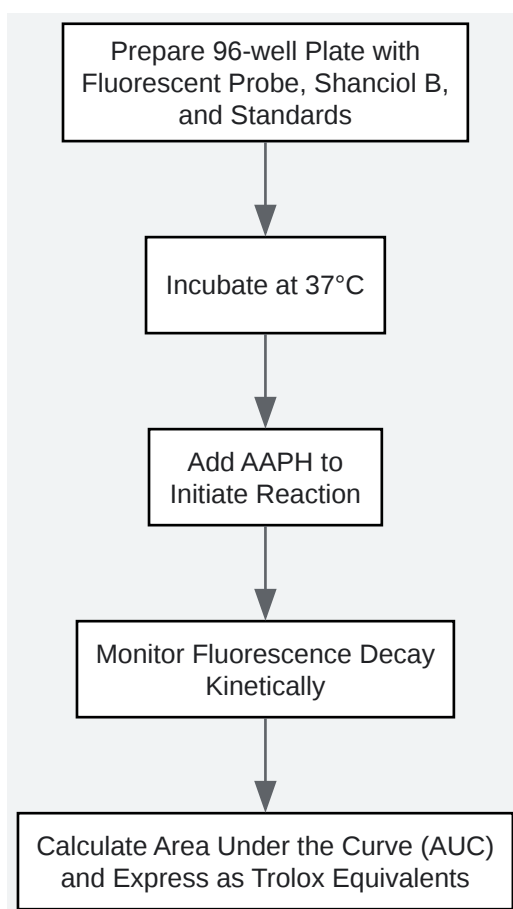 Prepare 96-well Plate with
Fluorescent Probe, Shanciol B,
and Standards
Incubate at 37°C
Add AAPH to
Initiate Reaction
Monitor Fluorescence Decay
Kinetically
Calculate Area Under the Curve (AUC)
and Express as Trolox Equivalents